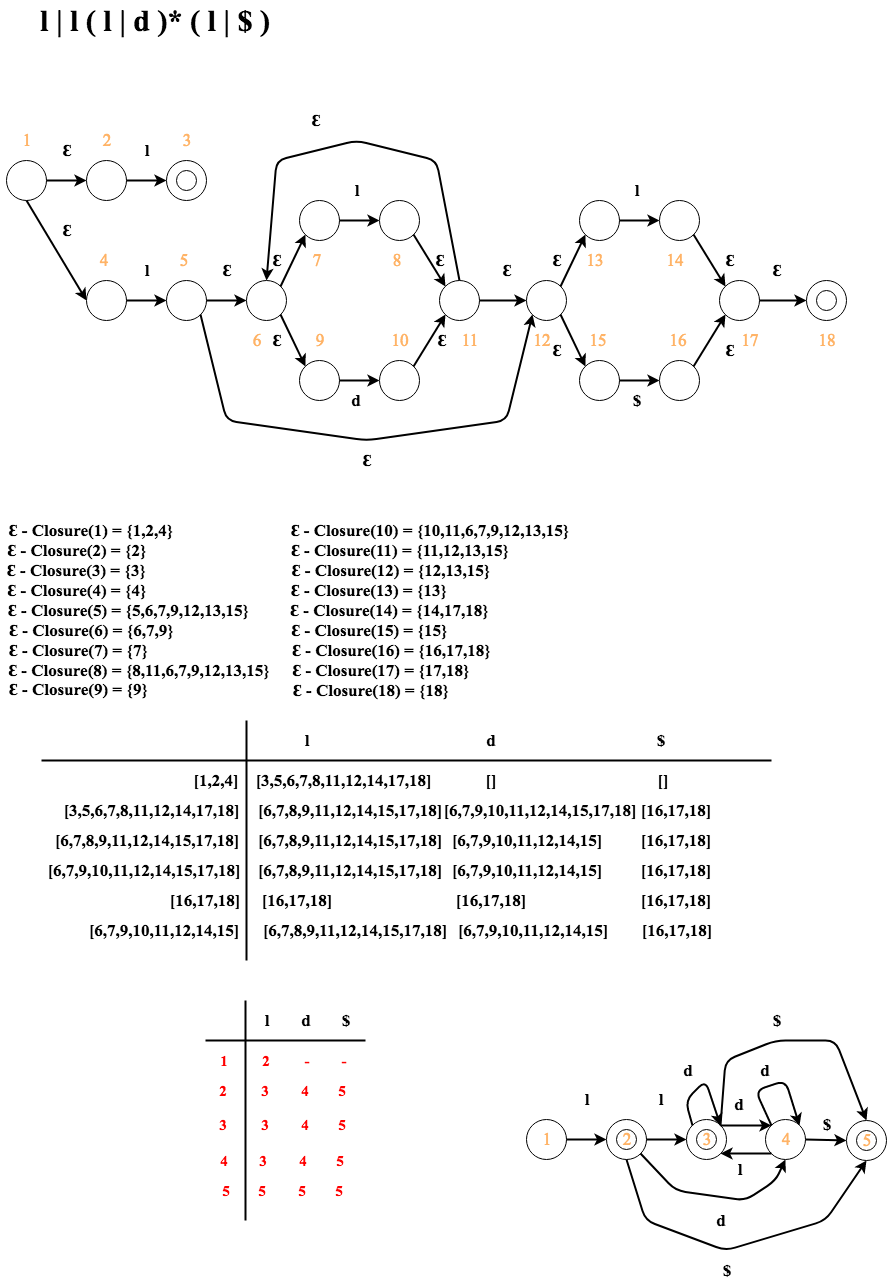 l | l ( l | d )* ( l | $ )
Ɛ
1 2 3
Ɛ l
l l
Ɛ
4 5 Ɛ 7 8 Ɛ Ɛ 13 14 Ɛ
l Ɛ Ɛ Ɛ
6 Ɛ 9 10 Ɛ 11 12 Ɛ 15 16 Ɛ 17 18
d $
Ɛ
Ɛ - Closure(1) = {1,2,4} Ɛ - Closure(10) = {10,11,6,7,9,12,13,15}
Ɛ - Closure(2) = {2} Ɛ - Closure(11) = {11,12,13,15}
Ɛ - Closure(3) = {3} Ɛ - Closure(12) = {12,13,15}
Ɛ - Closure(4) = {4} Ɛ - Closure(13) = {13}
Ɛ - Closure(5) = {5,6,7,9,12,13,15} Ɛ - Closure(14) = {14,17,18}
Ɛ - Closure(6) = {6,7,9} Ɛ - Closure(15) = {15}
Ɛ - Closure(7) = {7} Ɛ - Closure(16) = {16,17,18}
Ɛ - Closure(8) = {8,11,6,7,9,12,13,15} Ɛ - Closure(17) = {17,18}
Ɛ - Closure(9) = {9} Ɛ - Closure(18) = {18}
l d $
[1,2,4] [3,5,6,7,8,11,12,14,17,18] [] []
[3,5,6,7,8,11,12,14,17,18] [6,7,8,9,11,12,14,15,17,18] [6,7,9,10,11,12,14,15,17,18] [16,17,18]
[6,7,8,9,11,12,14,15,17,18] [6,7,8,9,11,12,14,15,17,18] [6,7,9,10,11,12,14,15] [16,17,18]
[6,7,9,10,11,12,14,15,17,18] [6,7,8,9,11,12,14,15,17,18] [6,7,9,10,11,12,14,15] [16,17,18]
[16,17,18] [16,17,18] [16,17,18] [16,17,18]
[6,7,9,10,11,12,14,15] [6,7,8,9,11,12,14,15,17,18] [6,7,9,10,11,12,14,15] [16,17,18]
l d $
1 2 - -
2 3 4 5
3 3 4 5
4 3 4 5
5 5 5 5
$
d d
l l d
$
1 2 3 4 5
l
d
$